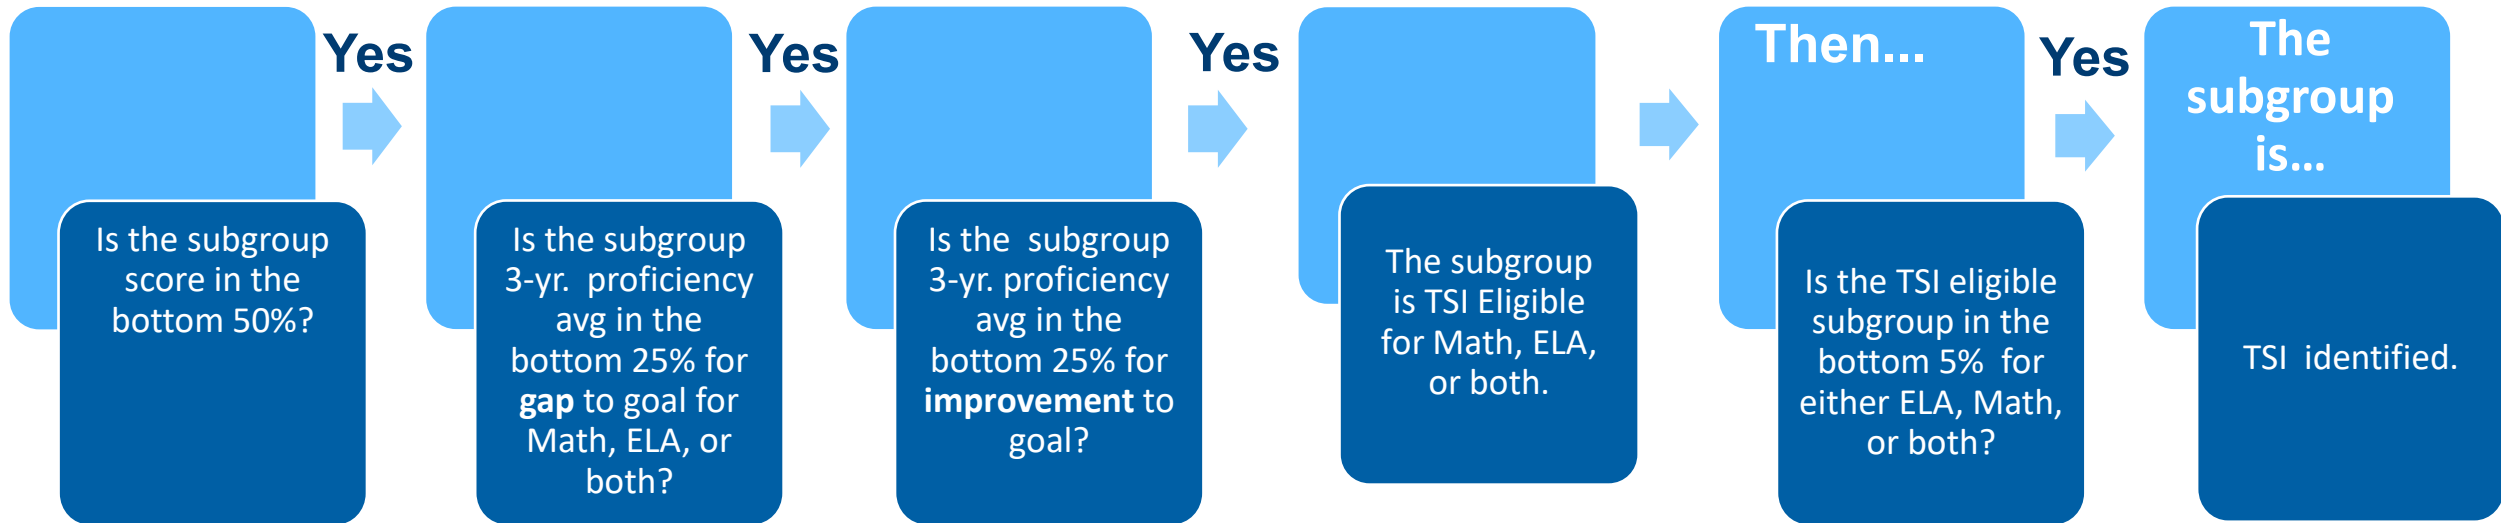 Is the subgroup
score in the
bottom 50%?
Yes
Is the subgroup
3-yr. proficiency
avg in the
bottom 25% for
gap to goal for
Math, ELA, or
both?
Yes
Is the subgroup
3-yr. proficiency
avg in the
bottom 25% for
improvement to
goal?
Yes
The subgroup
is TSI Eligible
for Math, ELA,
or both.
Then...
Is the TSI eligible
subgroup in the
bottom 5% for
either ELA, Math,
or both?
Yes
The
subgroup
is...
TSI identified.